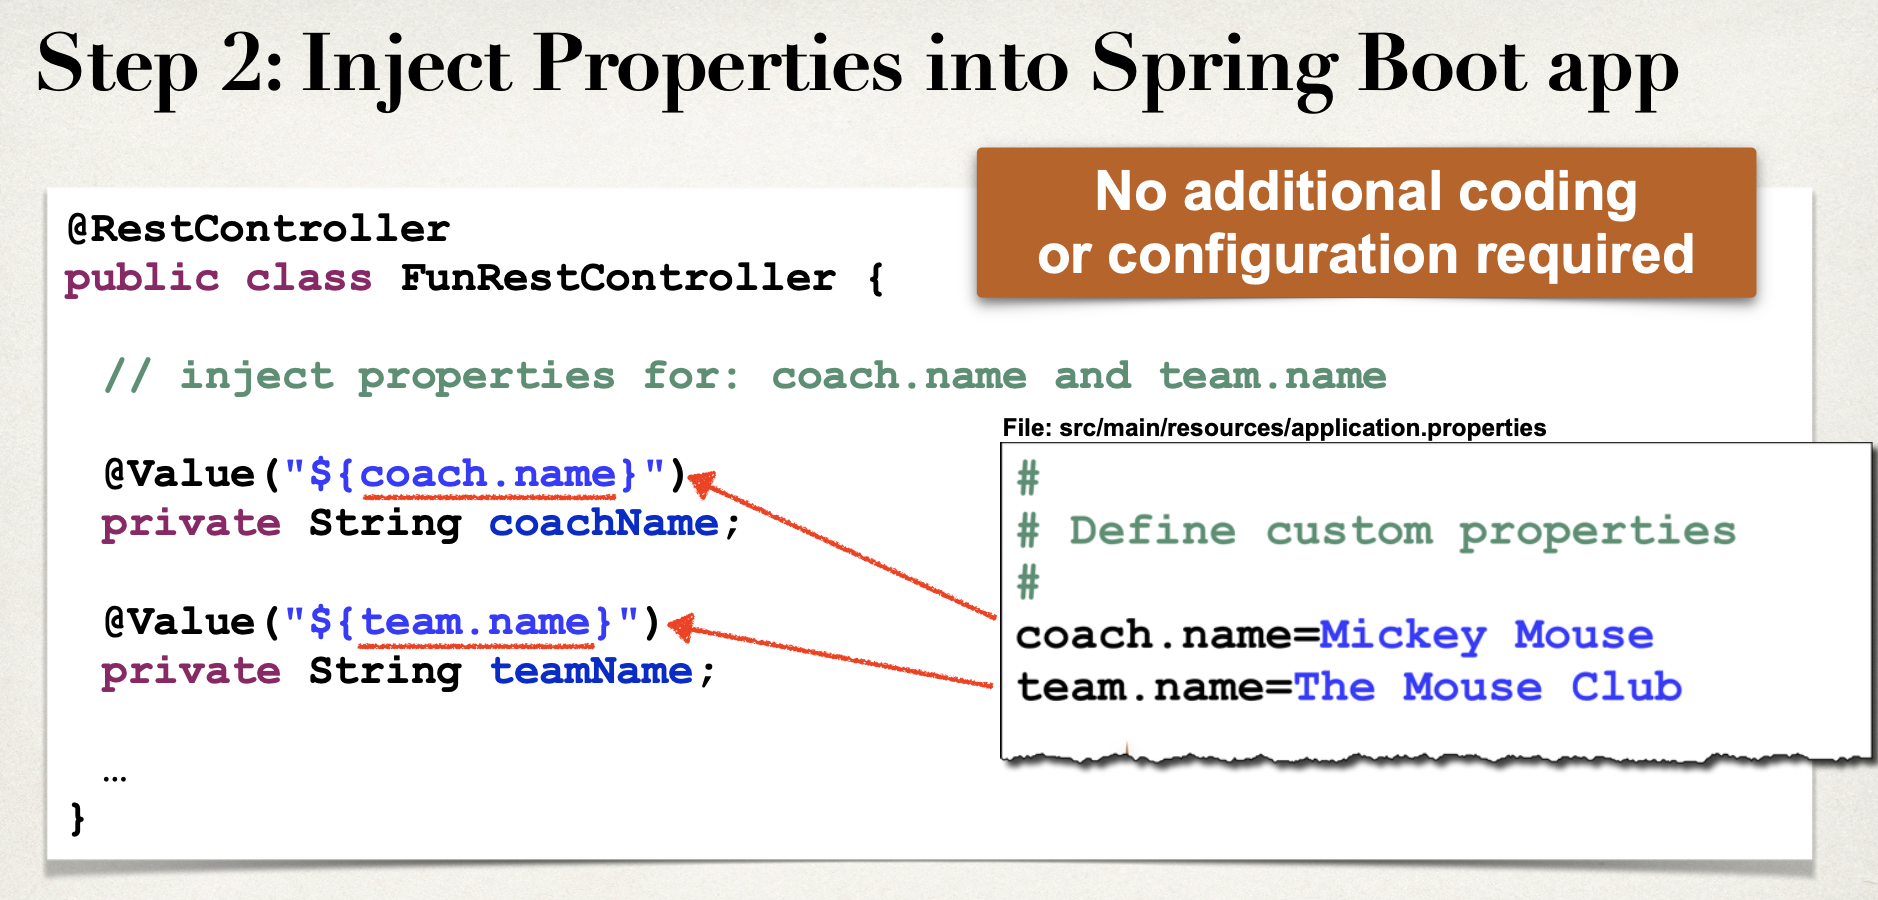 Step 2: Inject Properties into Spring Boot app
No additional coding
or configuration required
@RestController
public class FunRestController {
// inject properties for: coach.name and team.name
@Value("${coach.name}")
private String coachName;
@Value("${team.name}")
private String teamName;
...
}
File: src/main/resources/application.properties
#
# Define custom properties
#
coach.name=Mickey Mouse
team.name=The Mouse Club